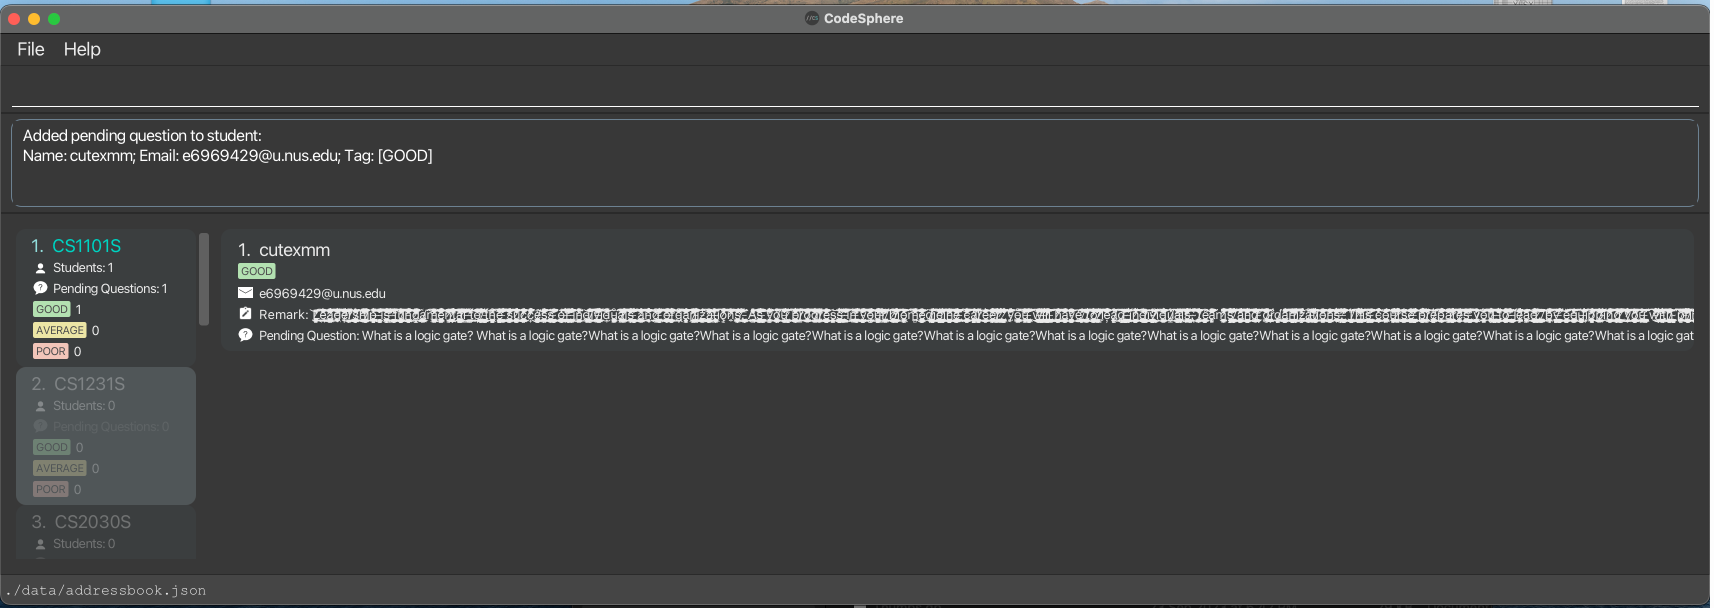 CodeSphere
File Help
Added pending question to student:
Name: cutexmm; Email: e6969429@u.nus.edu; Tag: [GOOD]
1. CS1101S
Students: 1
Pending Questions: 1
GOOD 1
AVERAGE 0
POOR 0
2. CS1231S
Students: 0
Pending Questions: 0
GOOD 0
AVERAGE 0
POOR 0
3. CS2030S
Students: 0
1. cutexmm
GOOD
e6969429@u.nus.edu
Remark:
Pending Question: What is a logic gate? What is a logic gate?What is a logic gate?What is a logic gate?What is a logic gate?What is a logic gate?What is a logic gate?What is a logic gate?What is a logic gate?What is a logic gate?What is a logic gate?What is a logic gat
./data/addressbook.json